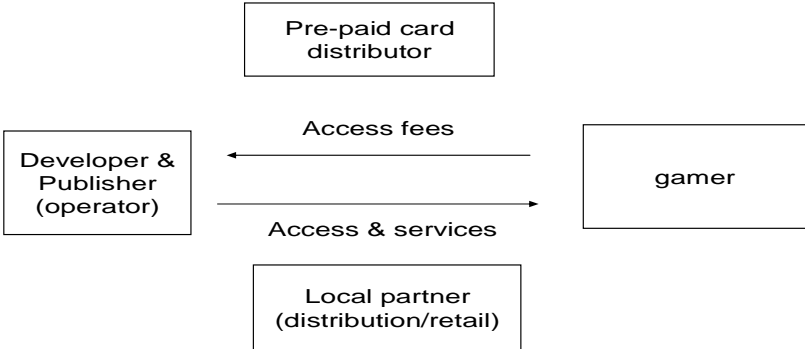 Pre-paid card
distributor
Access fees
Developer &
Publisher
(operator)
gamer
Access & services
Local partner
(distribution/retail)